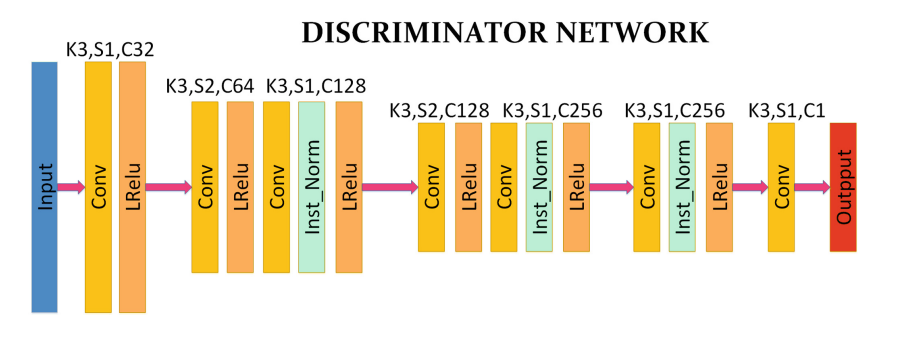 DISCRIMINATOR NETWORK
K3,S1,C32
K3,S2,C64
K3,S1,C128
K3,S2,C128
K3,S1,C256
K3,S1,C256
K3,S1,C1
Input
Conv
LRelu
Conv
LRelu
Conv
Inst_Norm
LRelu
Conv
LRelu
Conv
Inst_Norm
LRelu
Conv
Inst_Norm
LRelu
Conv
Outpput